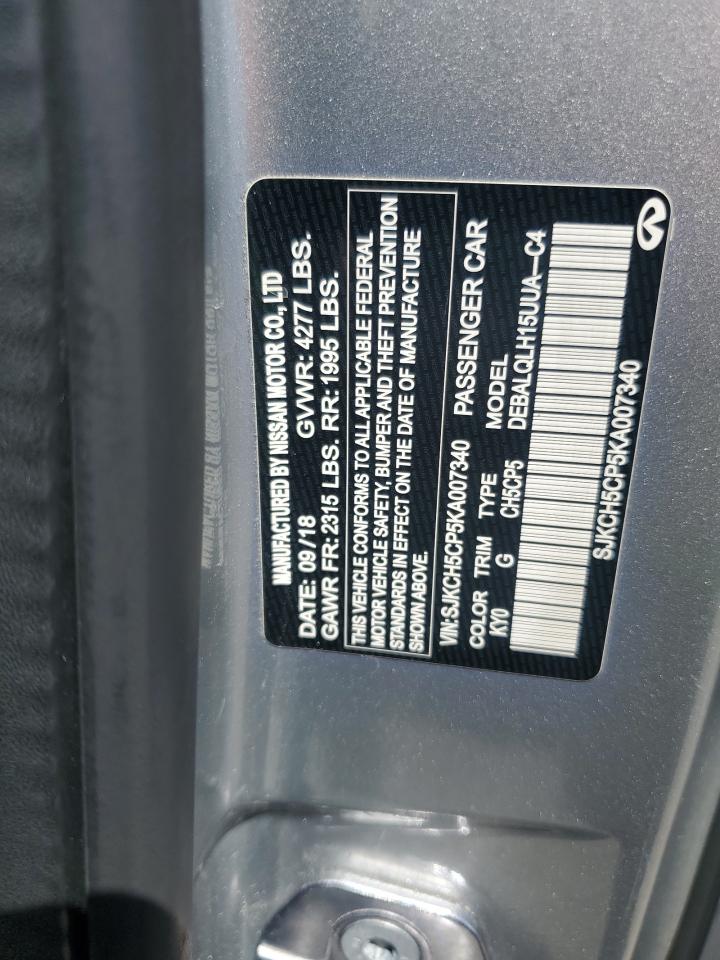 MANUFACTURED BY NISSAN MOTOR CO., LTD
DATE: 09/18 GVWR: 4277 LBS.
GAWR FR: 2315 LBS. RR: 1995 LBS.
THIS VEHICLE CONFORMS TO ALL APPLICABLE FEDERAL
MOTOR VEHICLE SAFETY, BUMPER AND THEFT PREVENTION
STANDARDS IN EFFECT ON THE DATE OF MANUFACTURE
SHOWN ABOVE.
VIN:SJKCH5CP5KA007340 PASSENGER CAR
COLOR TRIM TYPE MODEL
KY0 G CH5CP5 DEBALQLH15UJA-C4
SJKCH5CP5KA007340